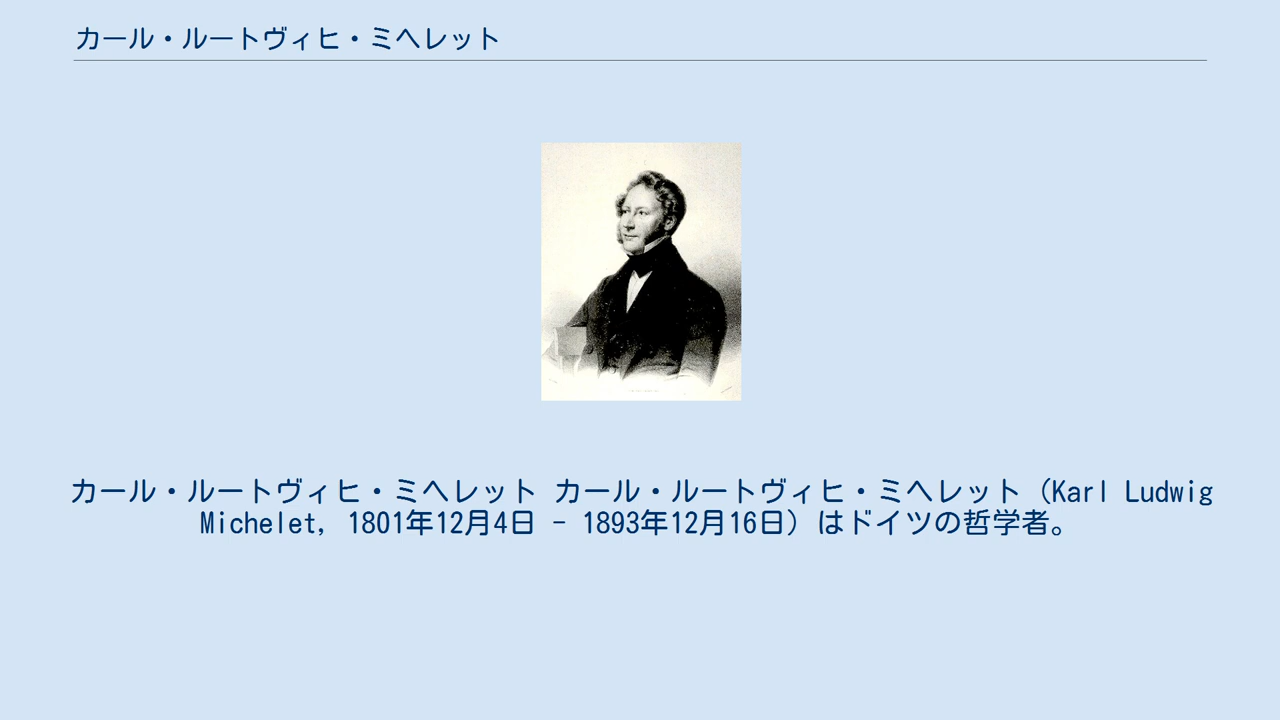 カール・ルートヴィヒ・ミヘレット
カール・ルートヴィヒ・ミヘレット カール・ルートヴィヒ・ミヘレット（Karl Ludwig
Michelet, 1801年12月4日 - 1893年12月16日）はドイツの哲学者。